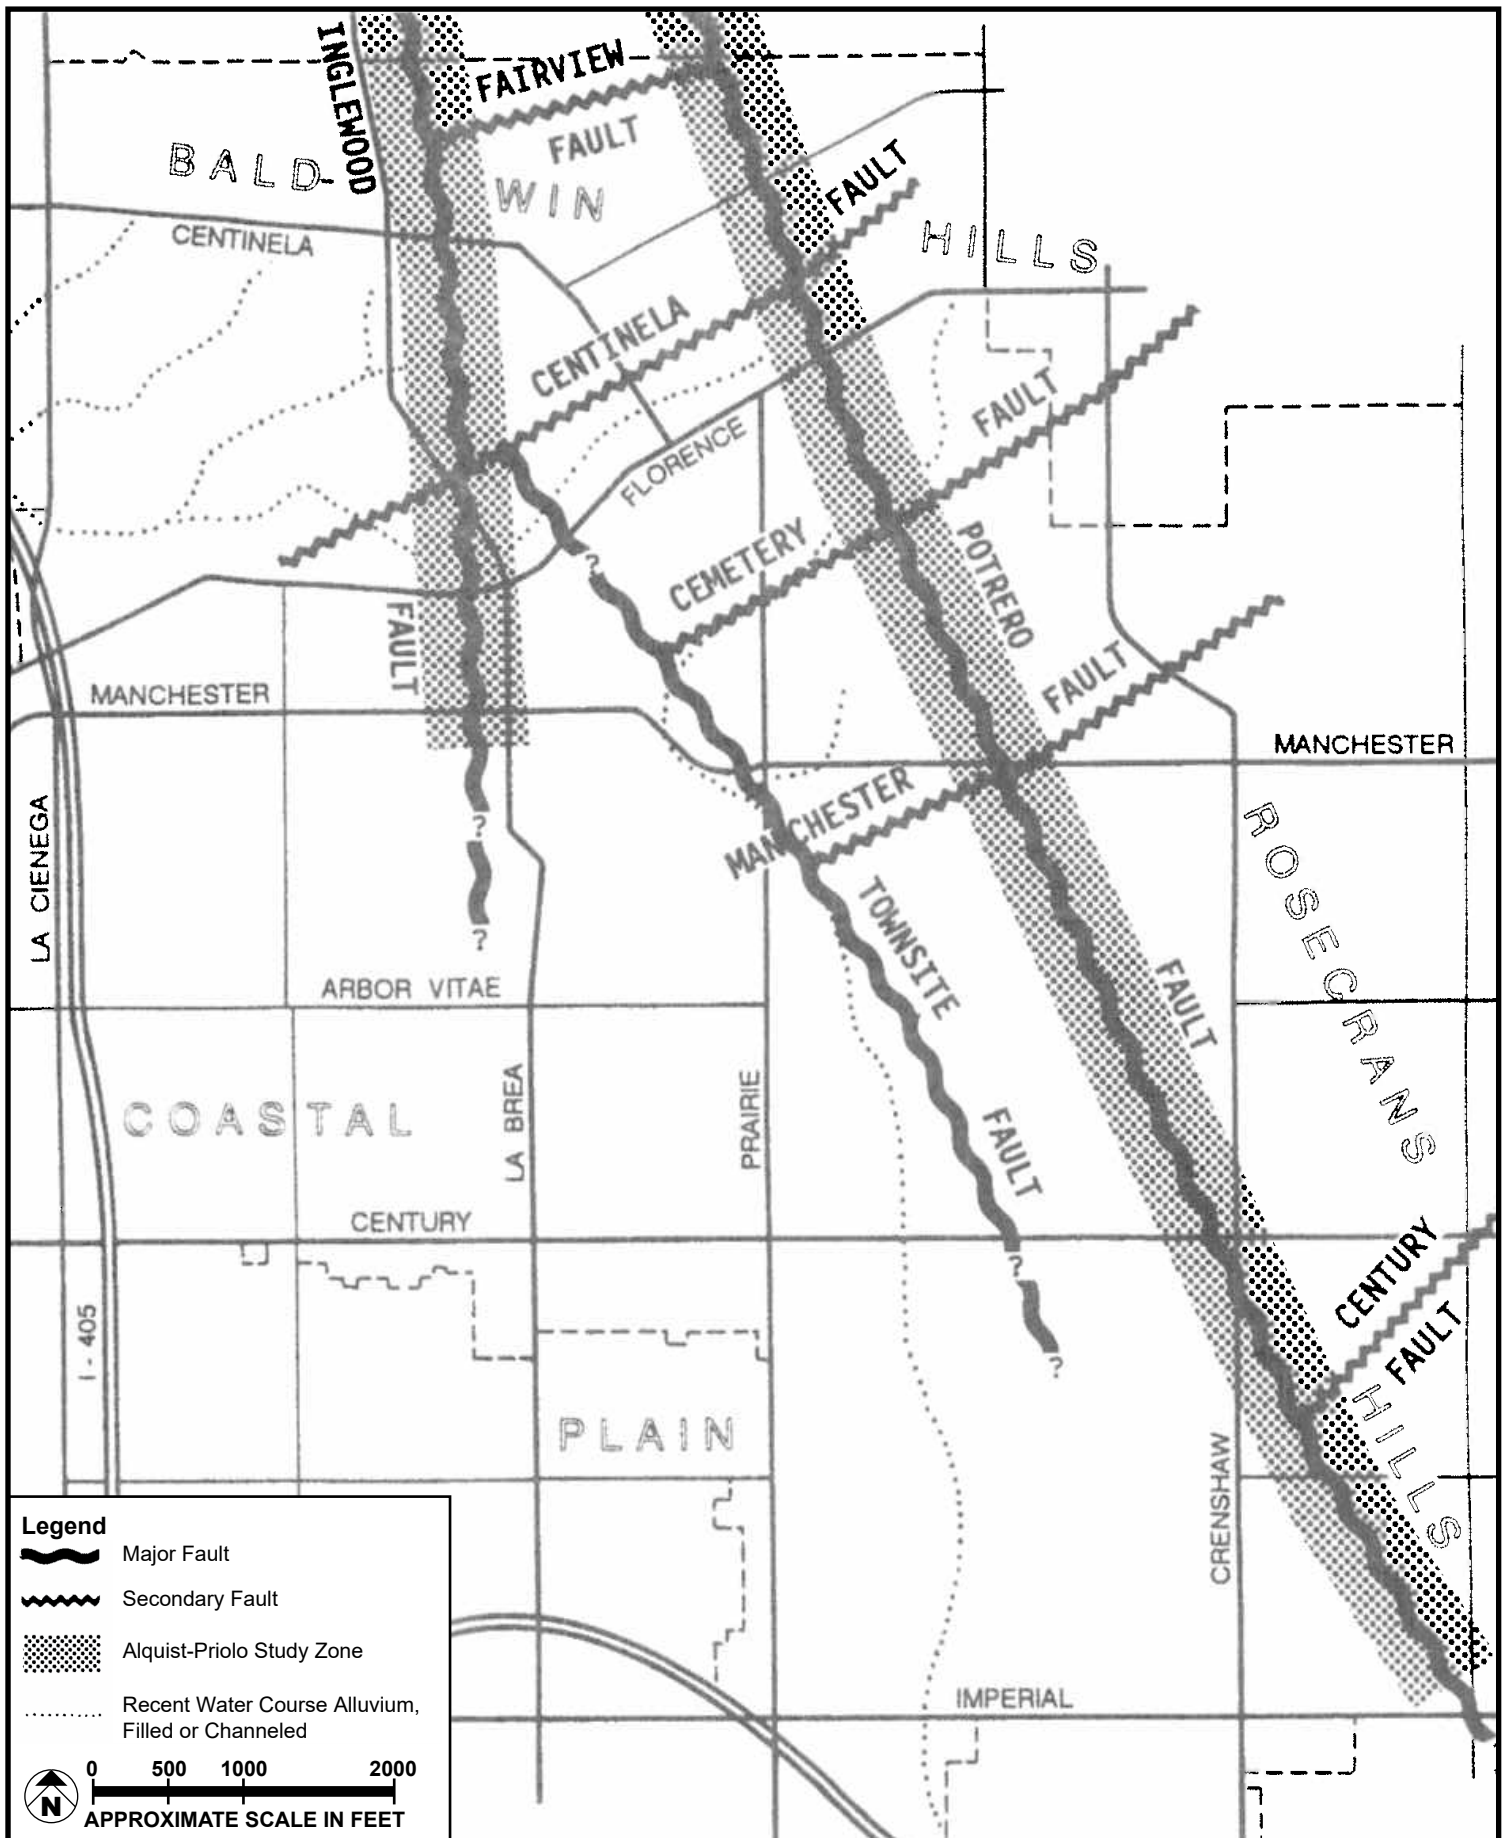 INGLEWOOD
FAIRVIEW
FAULT
BALD-
WIN
HILLS
FAULT
CENTINELA
CENTINELA
FAULT
FLORENCE
CEMETERY
POTRERO
FAULT
FAULT
MANCHESTER
MANCHESTER
MANCHESTER
LA CIENEGA
?
?
?
TOWNSITE
ROSECRANS
FAULT
ARBOR VITAE
COASTAL
LA BREA
PRAIRIE
FAULT
CENTURY
?
?
CENTURY
FAULT
HILLS
I - 405
PLAIN
CRENSHAW
IMPERIAL
Legend
Major Fault
Secondary Fault
Alquist-Priolo Study Zone
Recent Water Course Alluvium,
Filled or Channeled
0 500 1000 2000
N
APPROXIMATE SCALE IN FEET